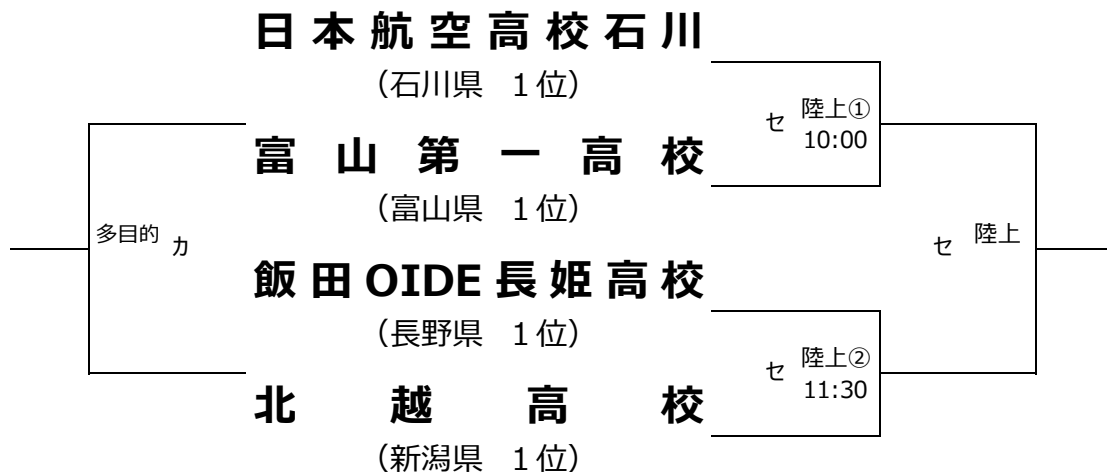 日本航空高校石川
（石川県 １位）
セ 陸上①
10:00
富山第一高校
（富山県 １位）
多目的 カ
セ 陸上
飯田OIDE長姫高校
（長野県 １位）
セ 陸上②
11:30
北越高校
（新潟県 １位）